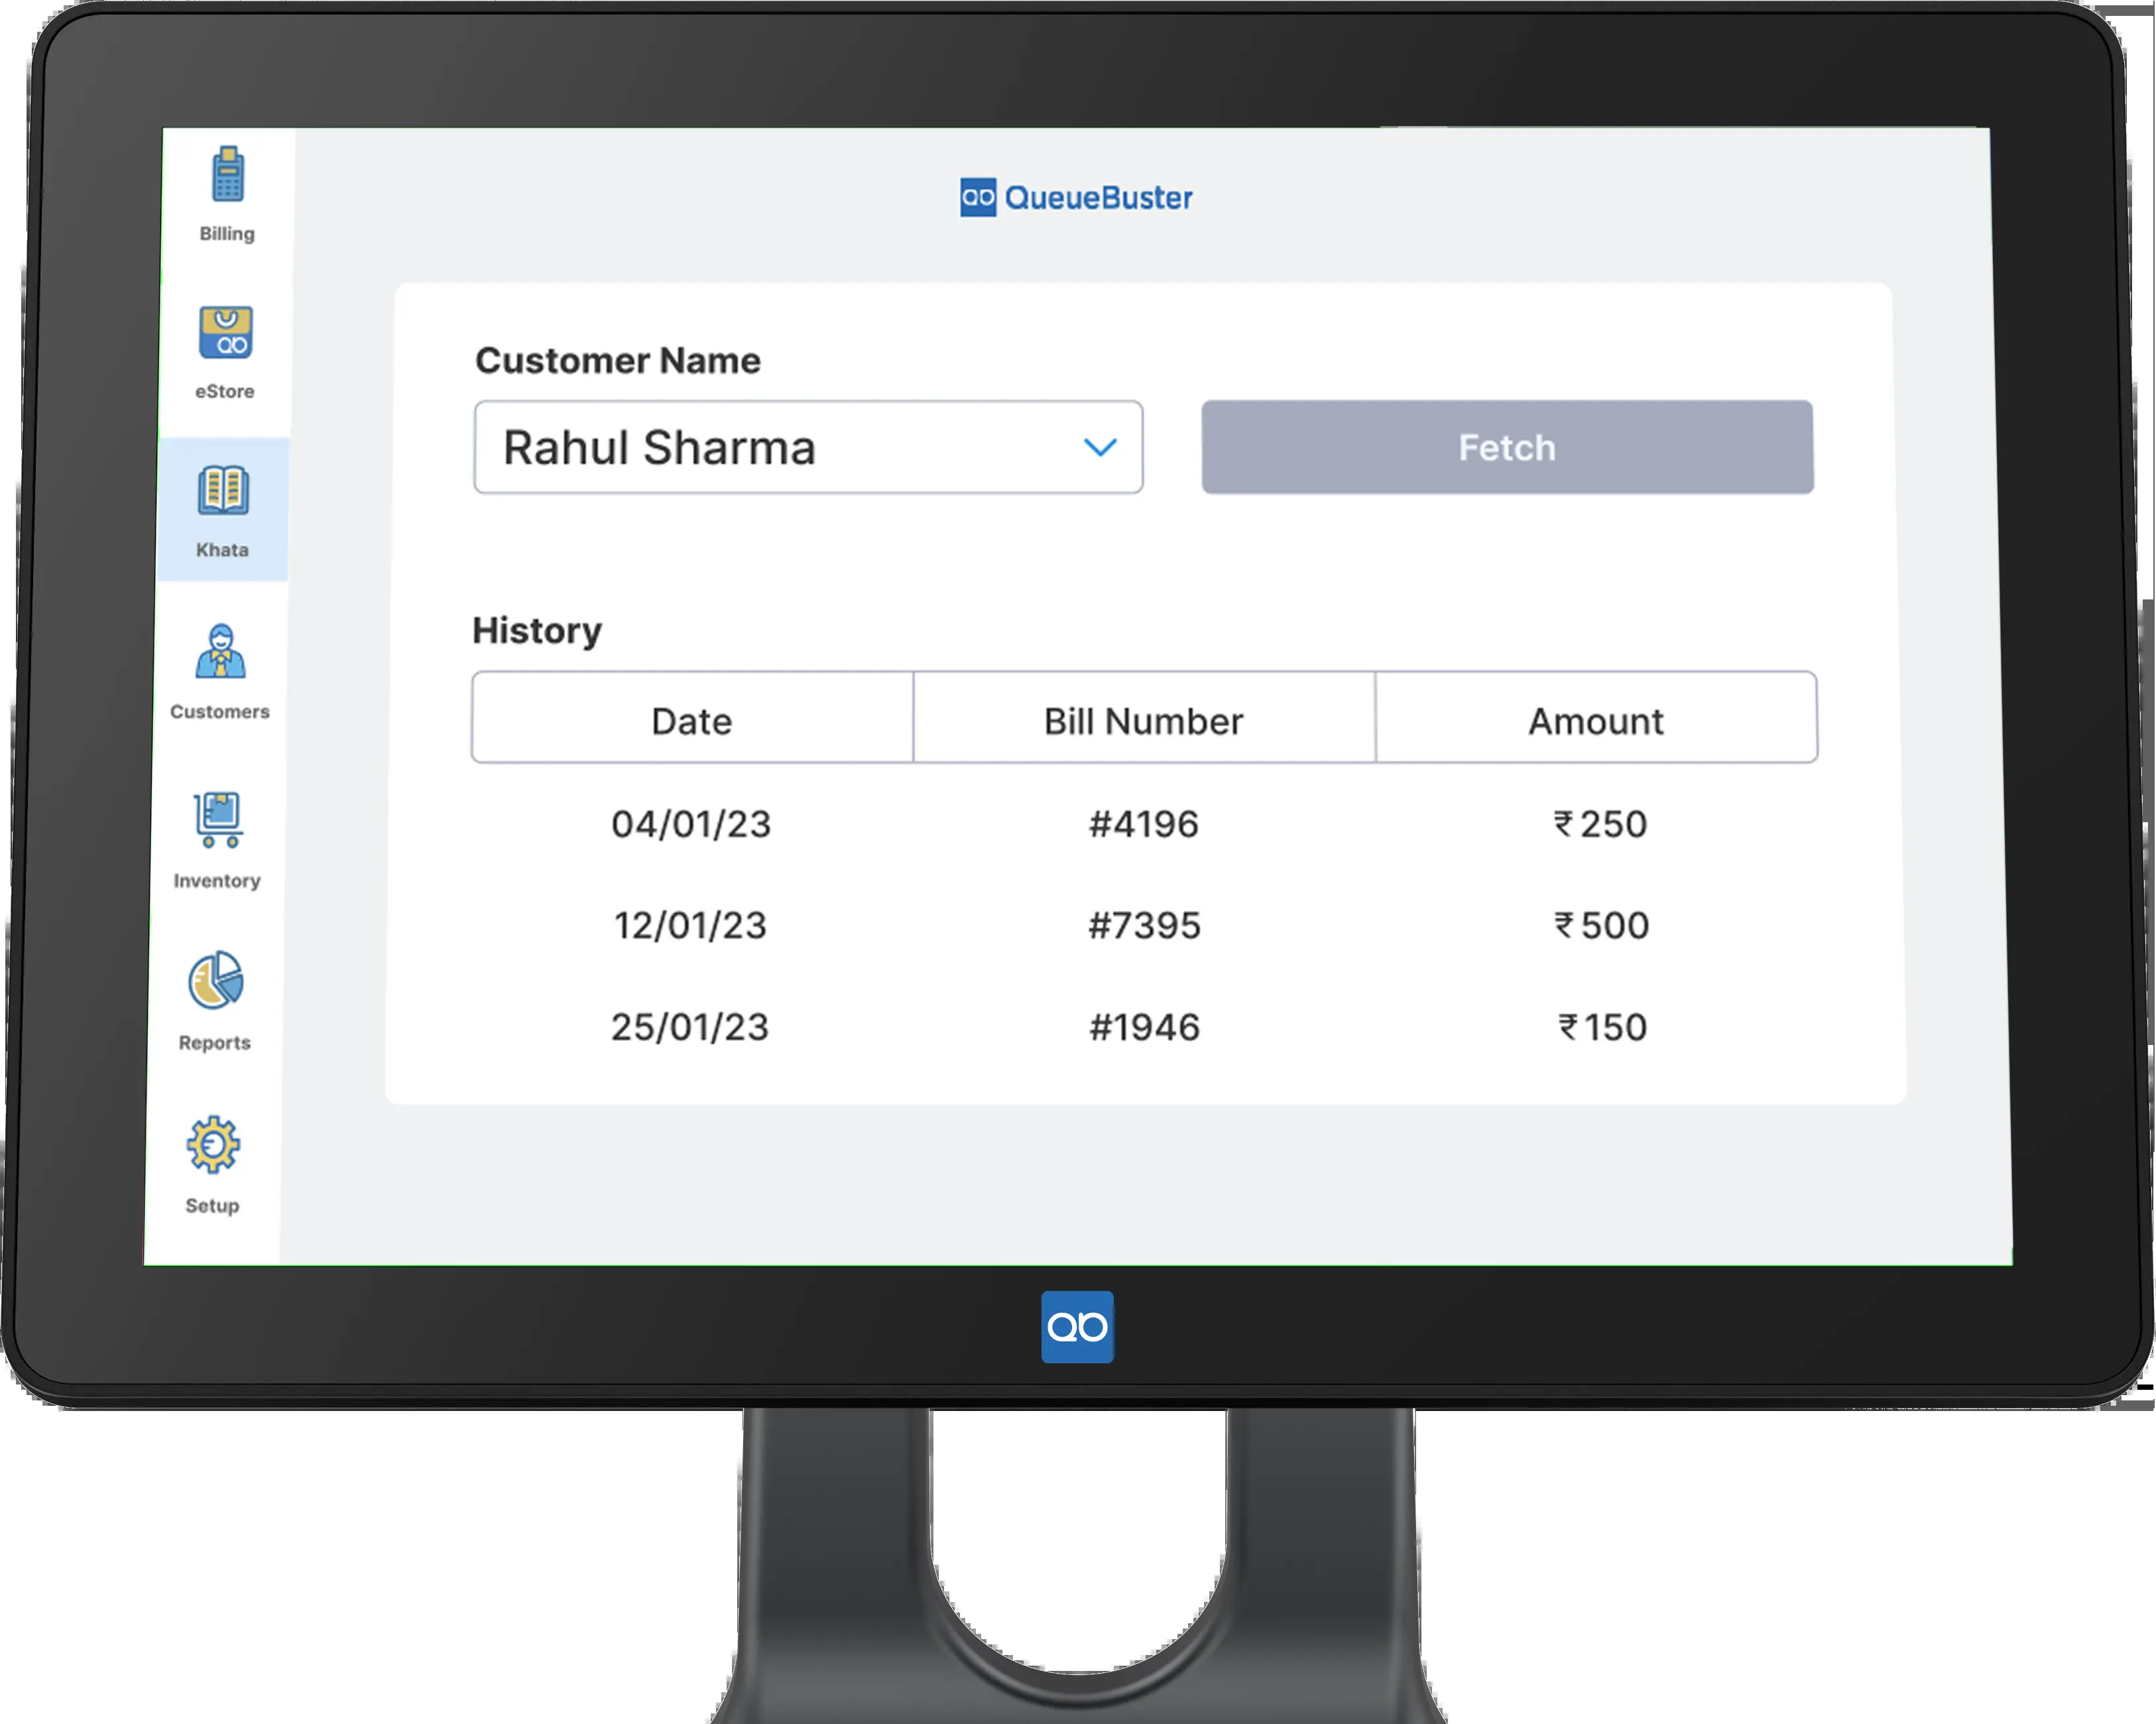 QueueBuster
Billing
eStore
Khata
Customers
Inventory
Reports
Setup
Customer Name
Rahul Sharma
Fetch
History
Date Bill Number Amount
04/01/23 #4196 ₹250
12/01/23 #7395 ₹500
25/01/23 #1946 ₹150